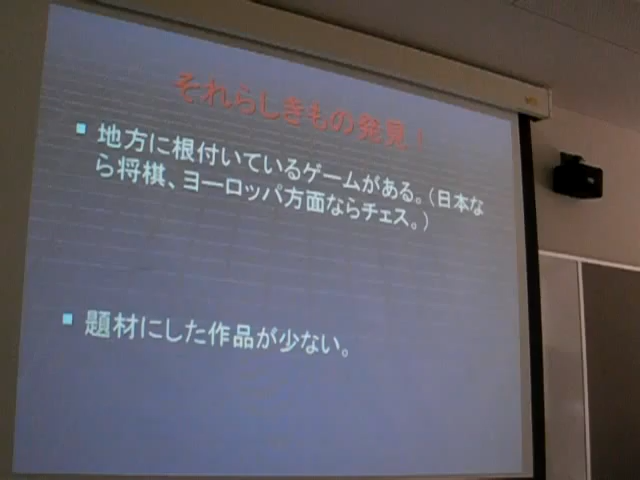 それらしきもの発見！
地方に根付いているゲームがある。（日本な
ら将棋、ヨーロッパ方面ならチェス。）
題材にした作品が少ない。